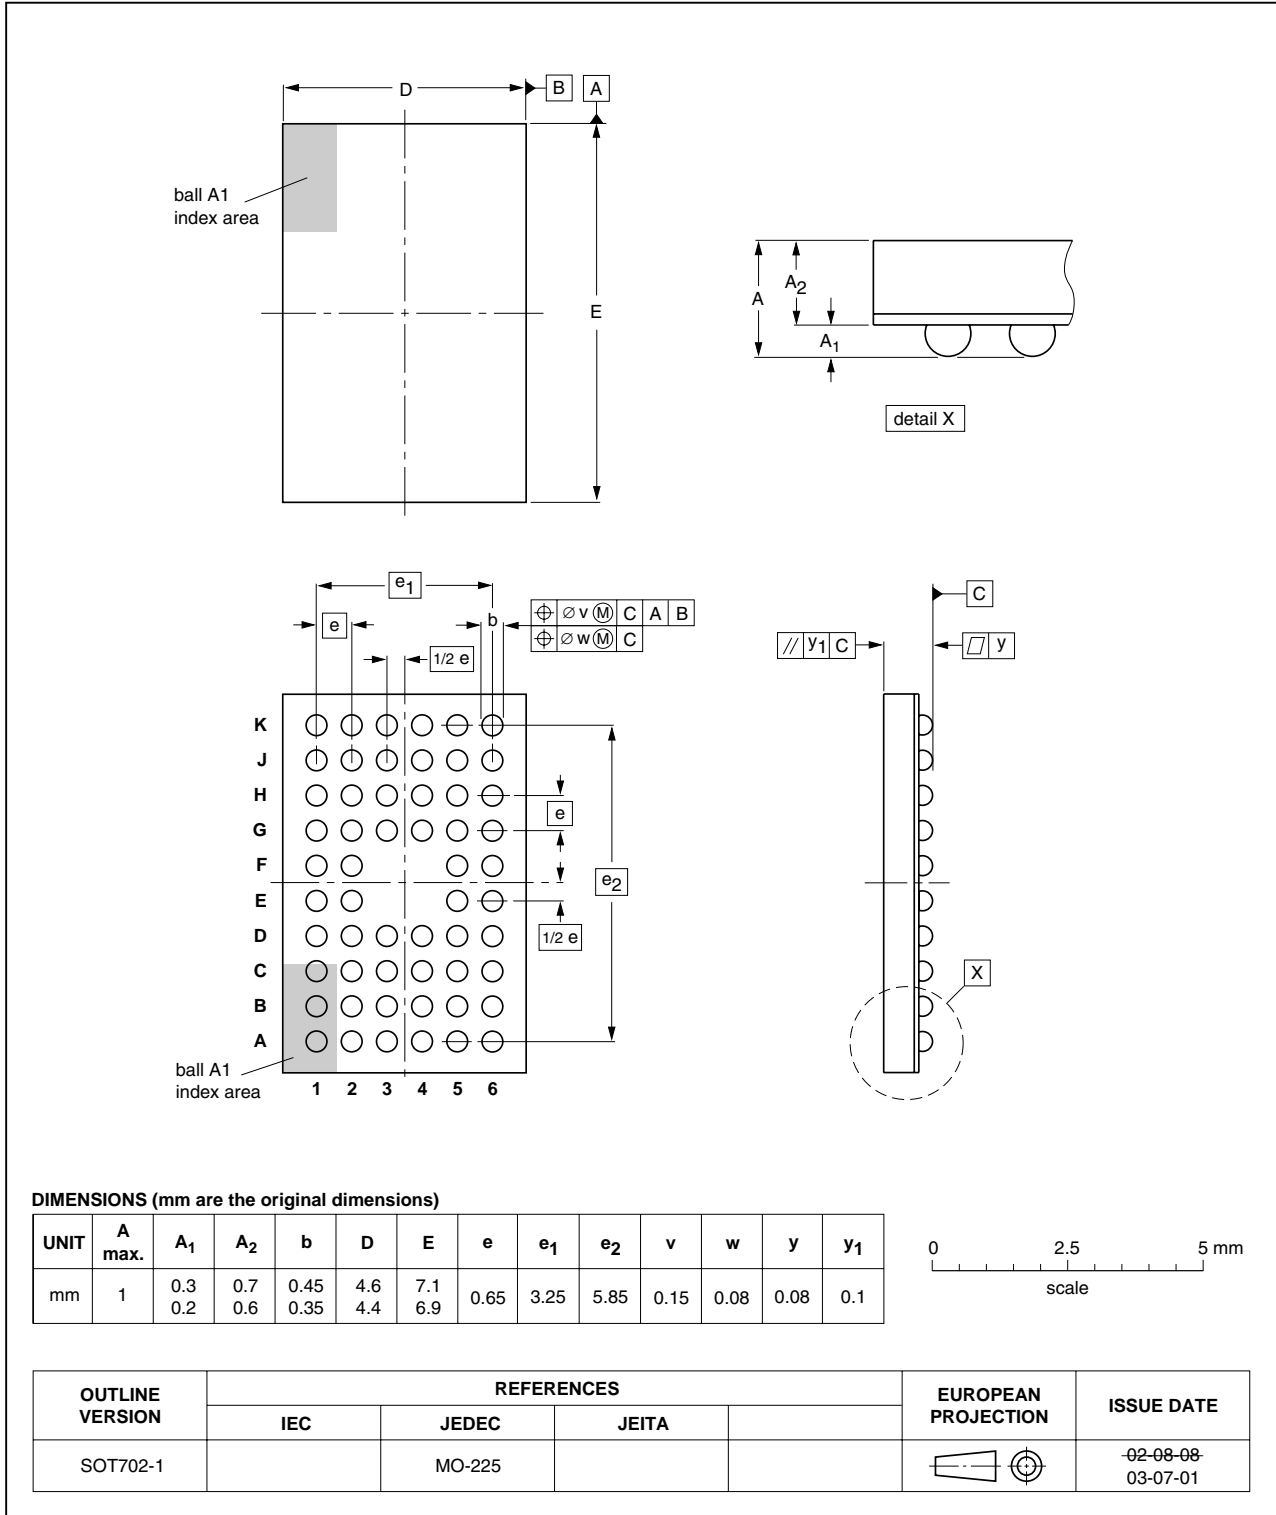 D
B
A
ball A1
index area
E
A
A2
A1
detail X
e1
e
b
⌖ ∅ v Ⓜ C A B
⌖ ∅ w Ⓜ C
1/2 e
C
// y1 C
▱ y
K
J
H
G
F
E
D
C
B
A
e
e2
1/2 e
X
ball A1
index area
1 2 3 4 5 6
DIMENSIONS (mm are the original dimensions)
UNIT A max. A1 A2 b D E e e1 e2 v w y y1
mm 1 0.3 0.2 0.7 0.6 0.45 0.35 4.6 4.4 7.1 6.9 0.65 3.25 5.85 0.15 0.08 0.08 0.1
0 2.5 5 mm
scale
OUTLINE VERSION REFERENCES EUROPEAN PROJECTION ISSUE DATE
IEC JEDEC JEITA
SOT702-1 MO-225 02-08-08
03-07-01